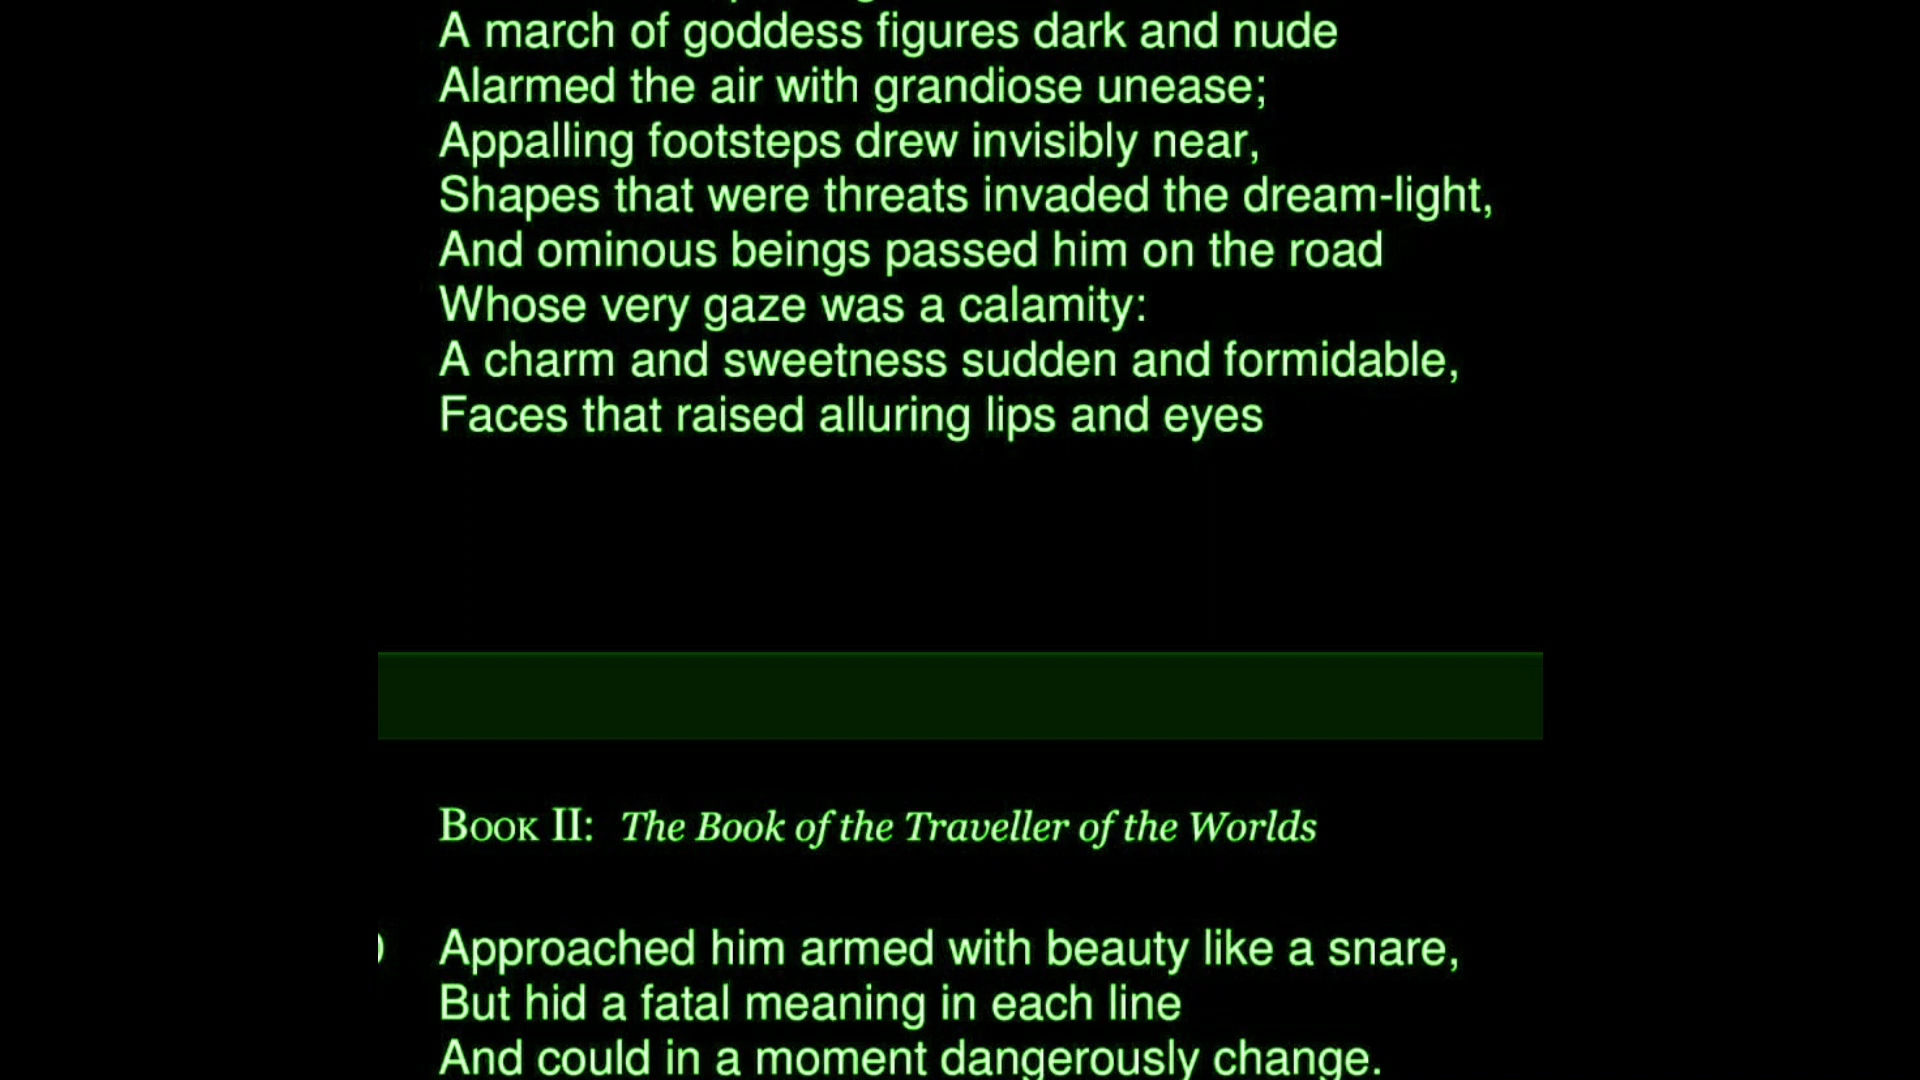 A march of goddess figures dark and nude
Alarmed the air with grandiose unease;
Appalling footsteps drew invisibly near,
Shapes that were threats invaded the dream-light,
And ominous beings passed him on the road
Whose very gaze was a calamity:
A charm and sweetness sudden and formidable,
Faces that raised alluring lips and eyes
Book II: The Book of the Traveller of the Worlds
Approached him armed with beauty like a snare,
But hid a fatal meaning in each line
And could in a moment dangerously change.